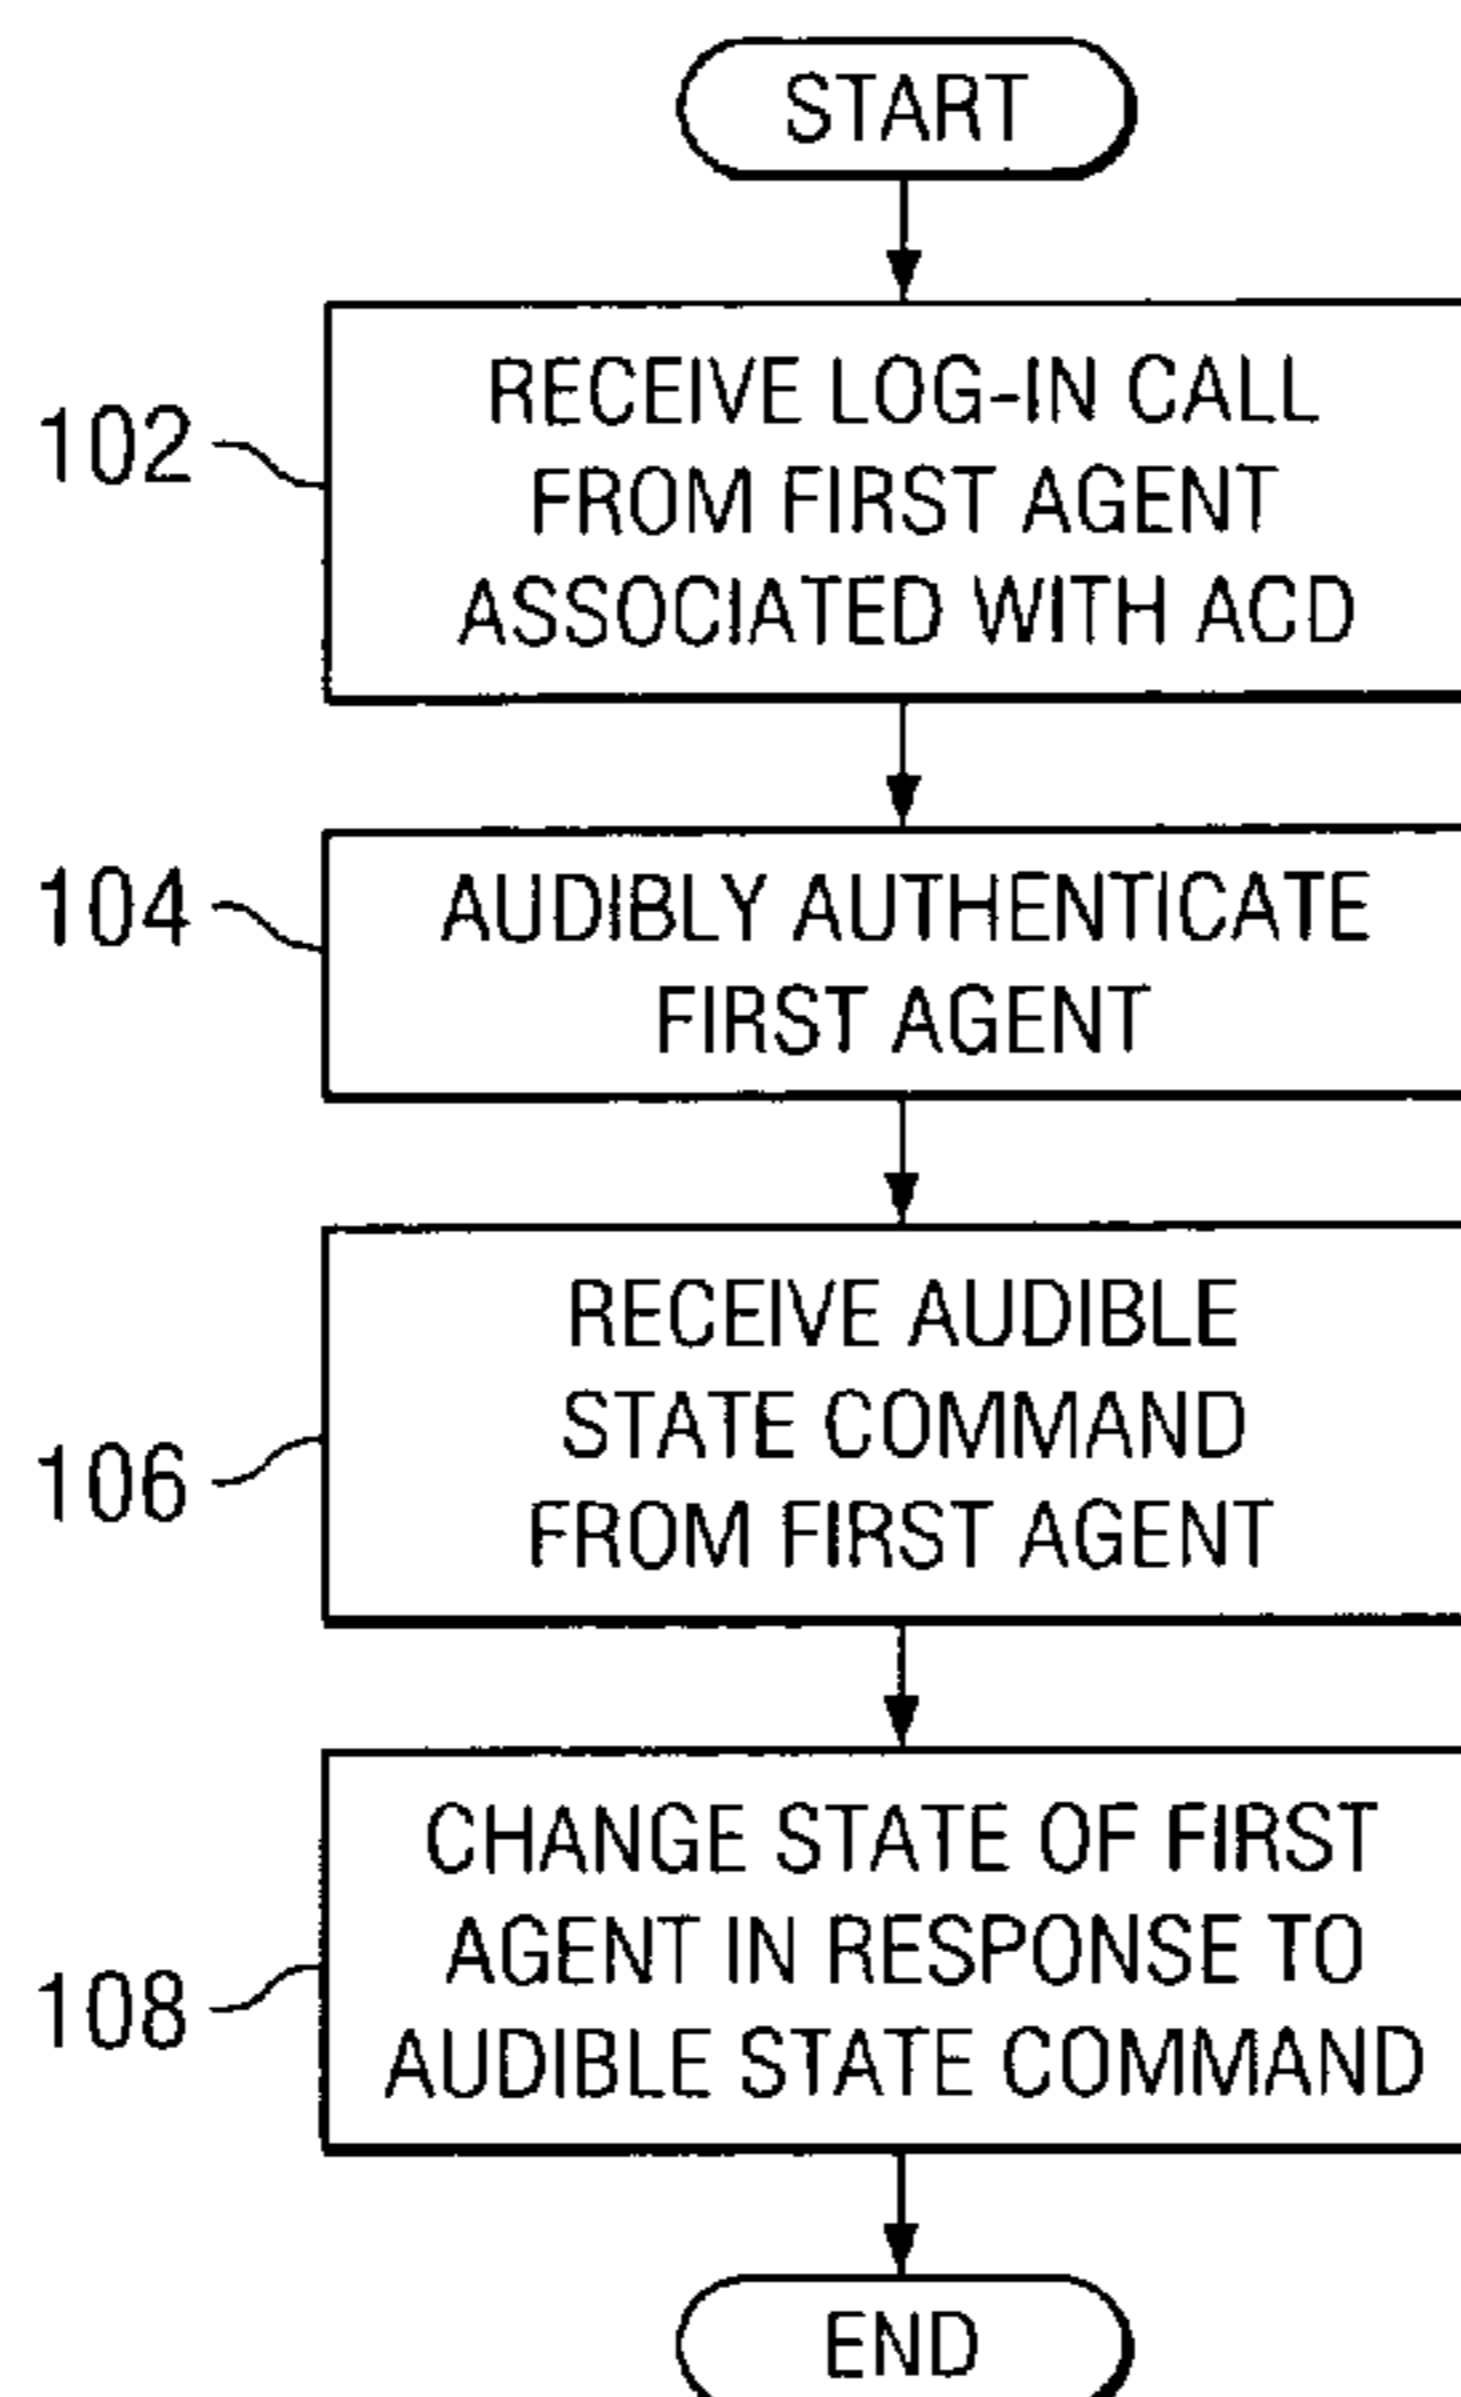 START
102
RECEIVE LOG-IN CALL
FROM FIRST AGENT
ASSOCIATED WITH ACD
104
AUDIBLY AUTHENTICATE
FIRST AGENT
106
RECEIVE AUDIBLE
STATE COMMAND
FROM FIRST AGENT
108
CHANGE STATE OF FIRST
AGENT IN RESPONSE TO
AUDIBLE STATE COMMAND
END